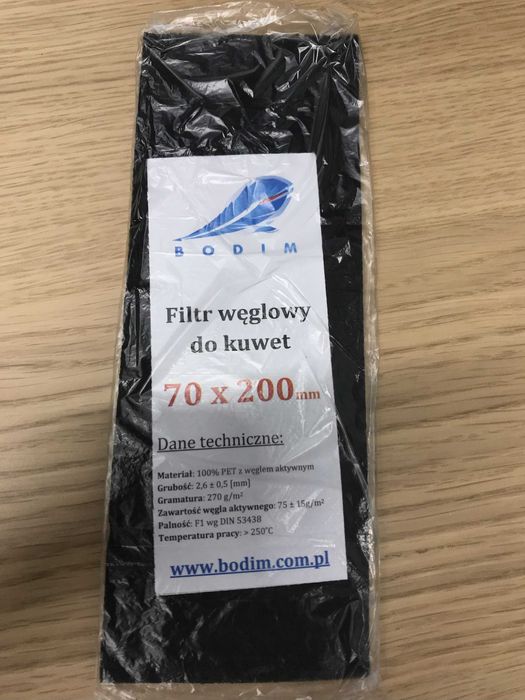 BODIM
Filtr węglowy
do kuwet
70 x 200mm
Dane techniczne:
Materiał: 100% PET z węglem aktywnym
Grubość: 2,6 ± 0,5 [mm]
Gramatura: 270 g/m²
Zawartość węgla aktywnego: 75 ± 15g/m²
Palność: F1 wg DIN 53438
Temperatura pracy: > 250°C
www.bodim.com.pl